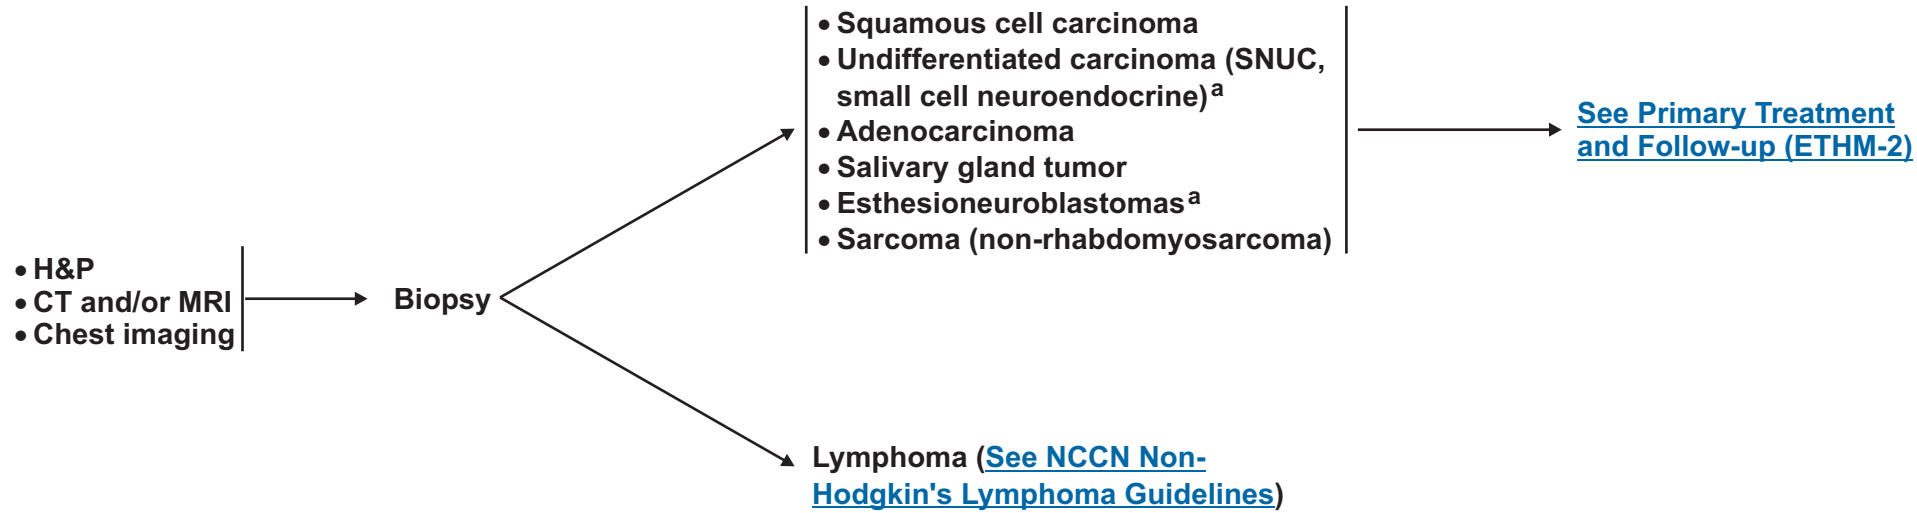 • H&P
• CT and/or MRI
• Chest imaging
Biopsy
• Squamous cell carcinoma
• Undifferentiated carcinoma (SNUC,
small cell neuroendocrine)a
• Adenocarcinoma
• Salivary gland tumor
• Esthesioneuroblastomasa
• Sarcoma (non-rhabdomyosarcoma)
See Primary Treatment
and Follow-up (ETHM-2)
Lymphoma (See NCCN Non-
Hodgkin's Lymphoma Guidelines)